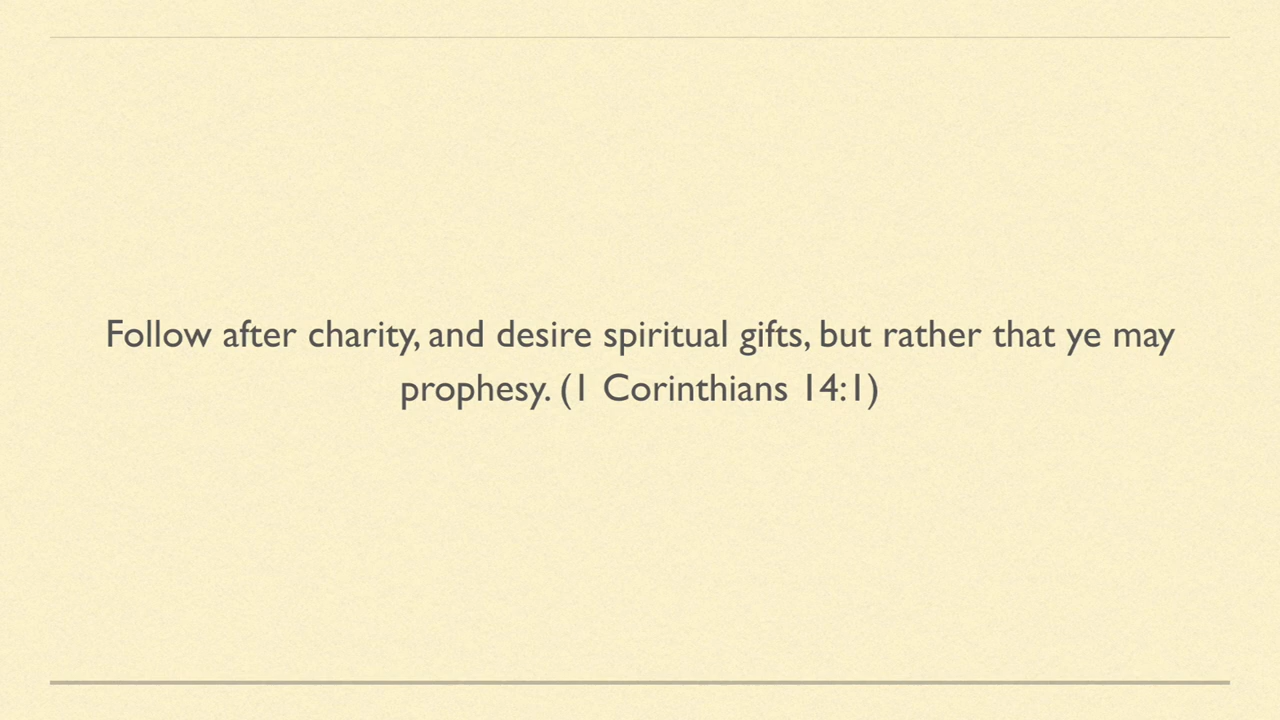 Follow after charity, and desire spiritual gifts, but rather that ye may
prophesy. (1 Corinthians 14:1)